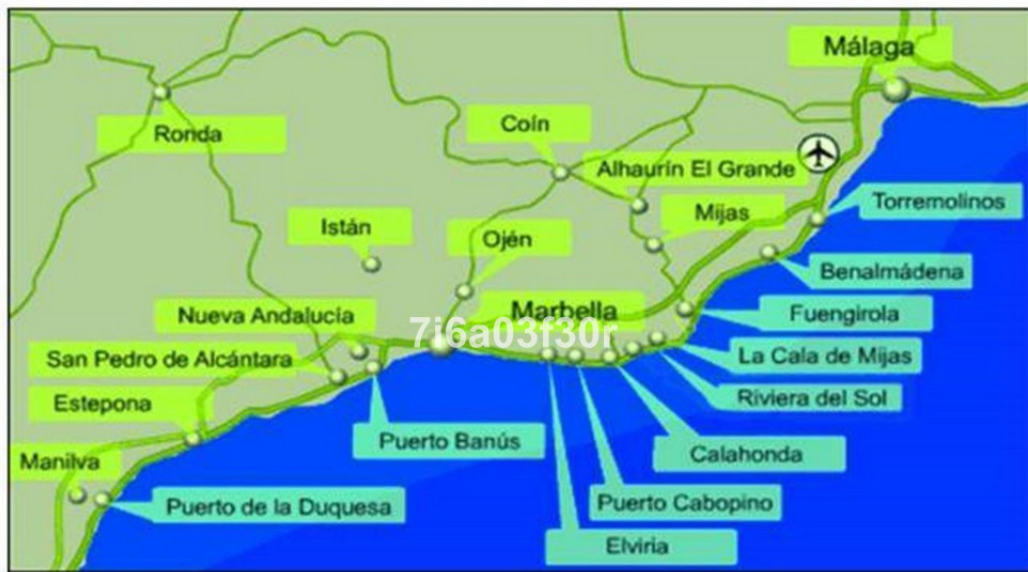 Málaga
Ronda
Coín
Alhaurín El Grande
Torremolinos
Mijas
Istán
Ojén
Benalmádena
Marbella
Nueva Andalucía
Fuengirola
7i6a03f30r
San Pedro de Alcántara
La Cala de Mijas
Riviera del Sol
Estepona
Puerto Banús
Calahonda
Manilva
Puerto de la Duquesa
Puerto Cabopino
Elviria